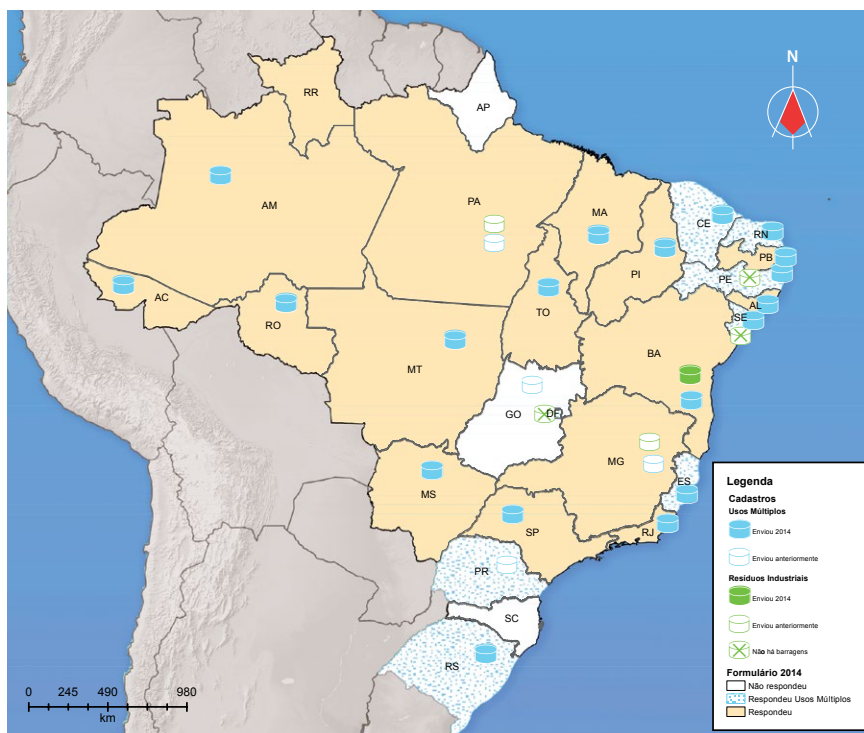 N
RR
AP
AM
PA
MA
CE
RN
PB
PI
PE
AL
AC
SE
RO
TO
MT
BA
GO
DF
MG
ES
MS
SP
RJ
PR
SC
RS
0 245 490 980
km
Legenda
Cadastros
Usos Múltiplos
Enviou 2014
Enviou anteriormente
Resíduos Industriais
Enviou 2014
Enviou anteriormente
Não há barragens
Formulário 2014
Não respondeu
Respondeu Usos Múltiplos
Respondeu